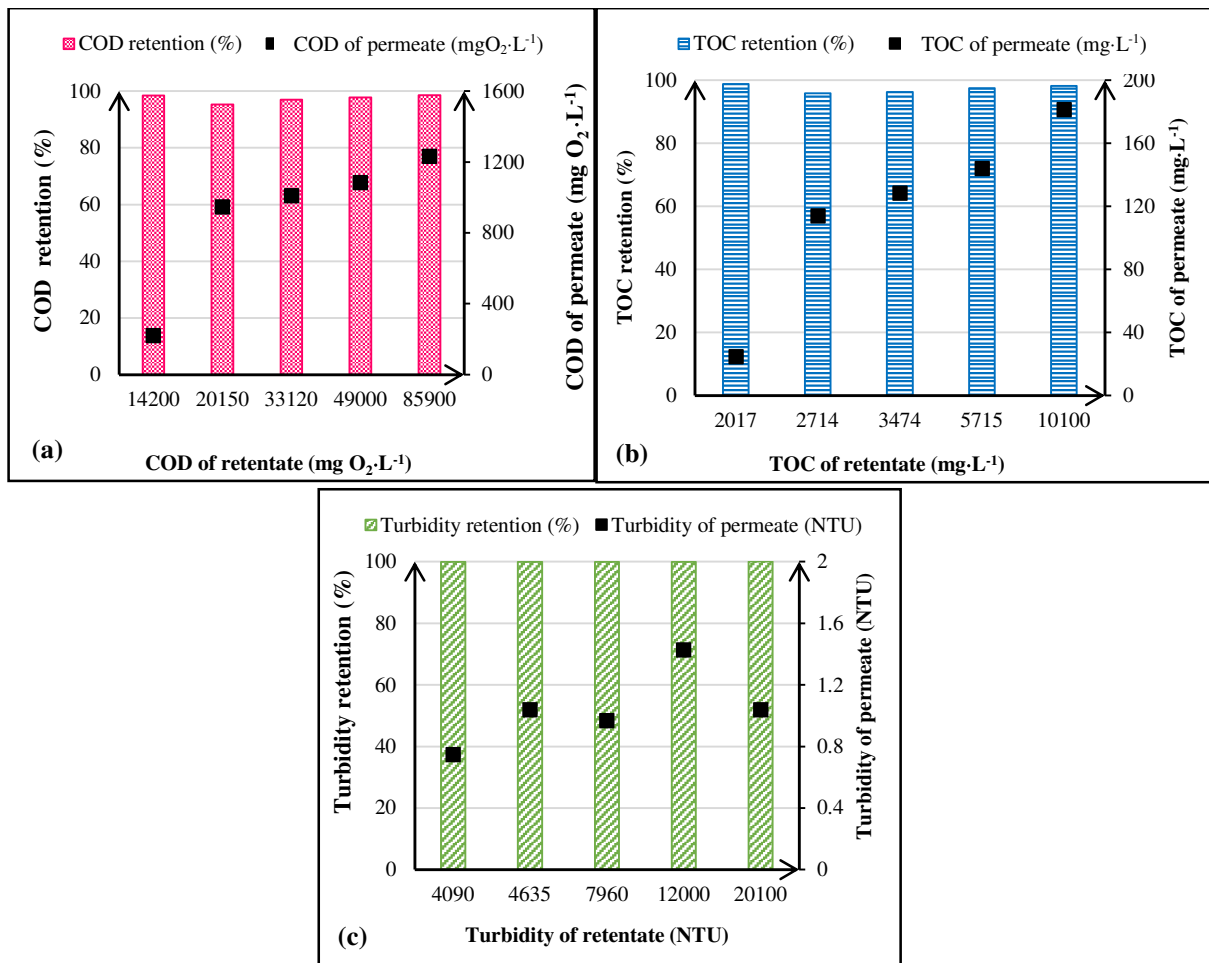 COD retention (%) COD of permeate (mgO₂·L⁻¹)
COD retention (%)
100
80
60
40
20
0
1600
1200
800
400
0
COD of permeate (mg O₂·L⁻¹)
14200 20150 33120 49000 85900
(a)
COD of retentate (mg O₂·L⁻¹)
TOC retention (%) TOC of permeate (mg·L⁻¹)
TOC retention (%)
100
80
60
40
20
0
200
160
120
80
40
0
TOC of permeate (mg·L⁻¹)
2017 2714 3474 5715 10100
(b)
TOC of retentate (mg·L⁻¹)
Turbidity retention (%) Turbidity of permeate (NTU)
Turbidity retention (%)
100
80
60
40
20
0
2
1.6
1.2
0.8
0.4
0
Turbidity of permeate (NTU)
4090 4635 7960 12000 20100
(c)
Turbidity of retentate (NTU)